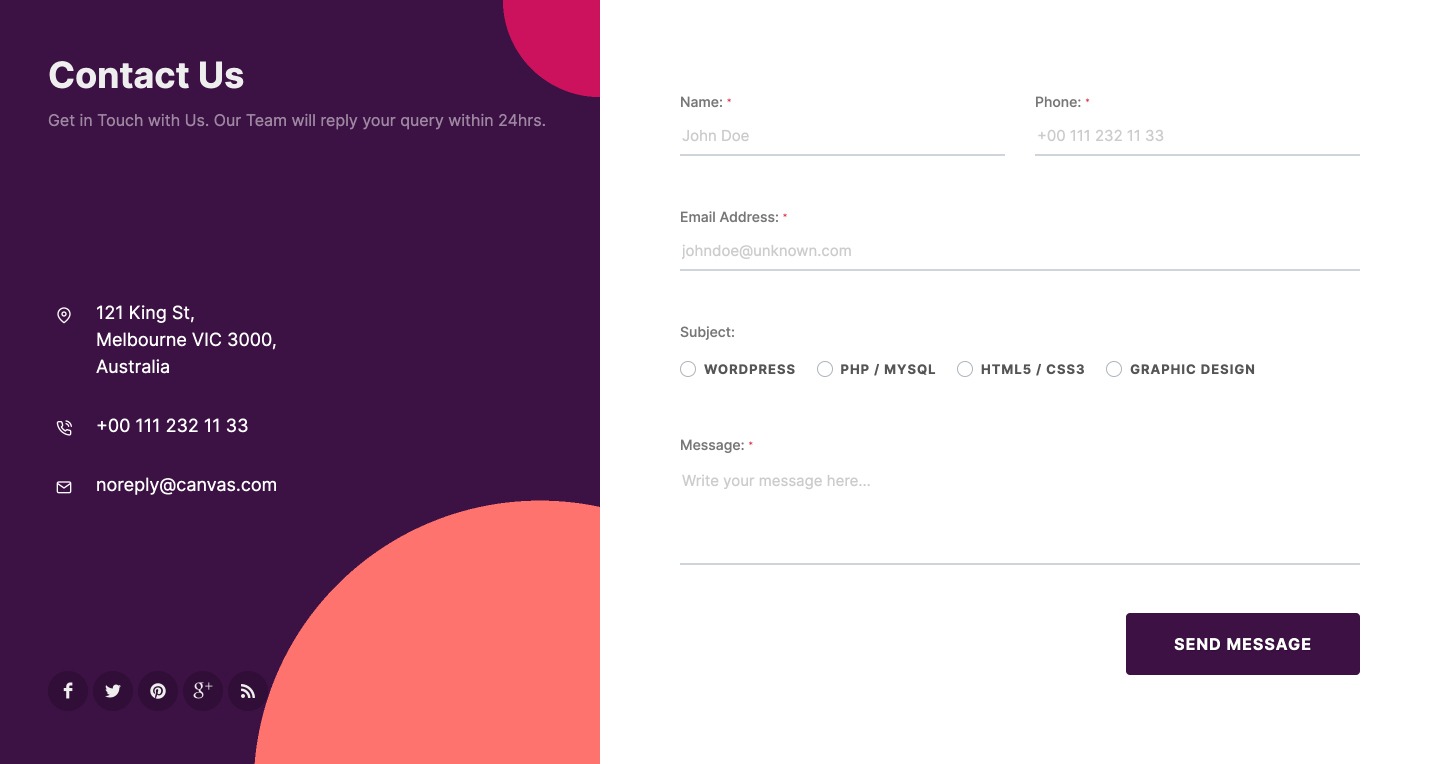 Contact Us
Get in Touch with Us. Our Team will reply your query within 24hrs.
121 King St,
Melbourne VIC 3000,
Australia
+00 111 232 11 33
noreply@canvas.com
Name: *
John Doe
Phone: *
+00 111 232 11 33
Email Address: *
johndoe@unknown.com
Subject:
WORDPRESS PHP / MYSQL HTML5 / CSS3 GRAPHIC DESIGN
Message: *
Write your message here...
SEND MESSAGE